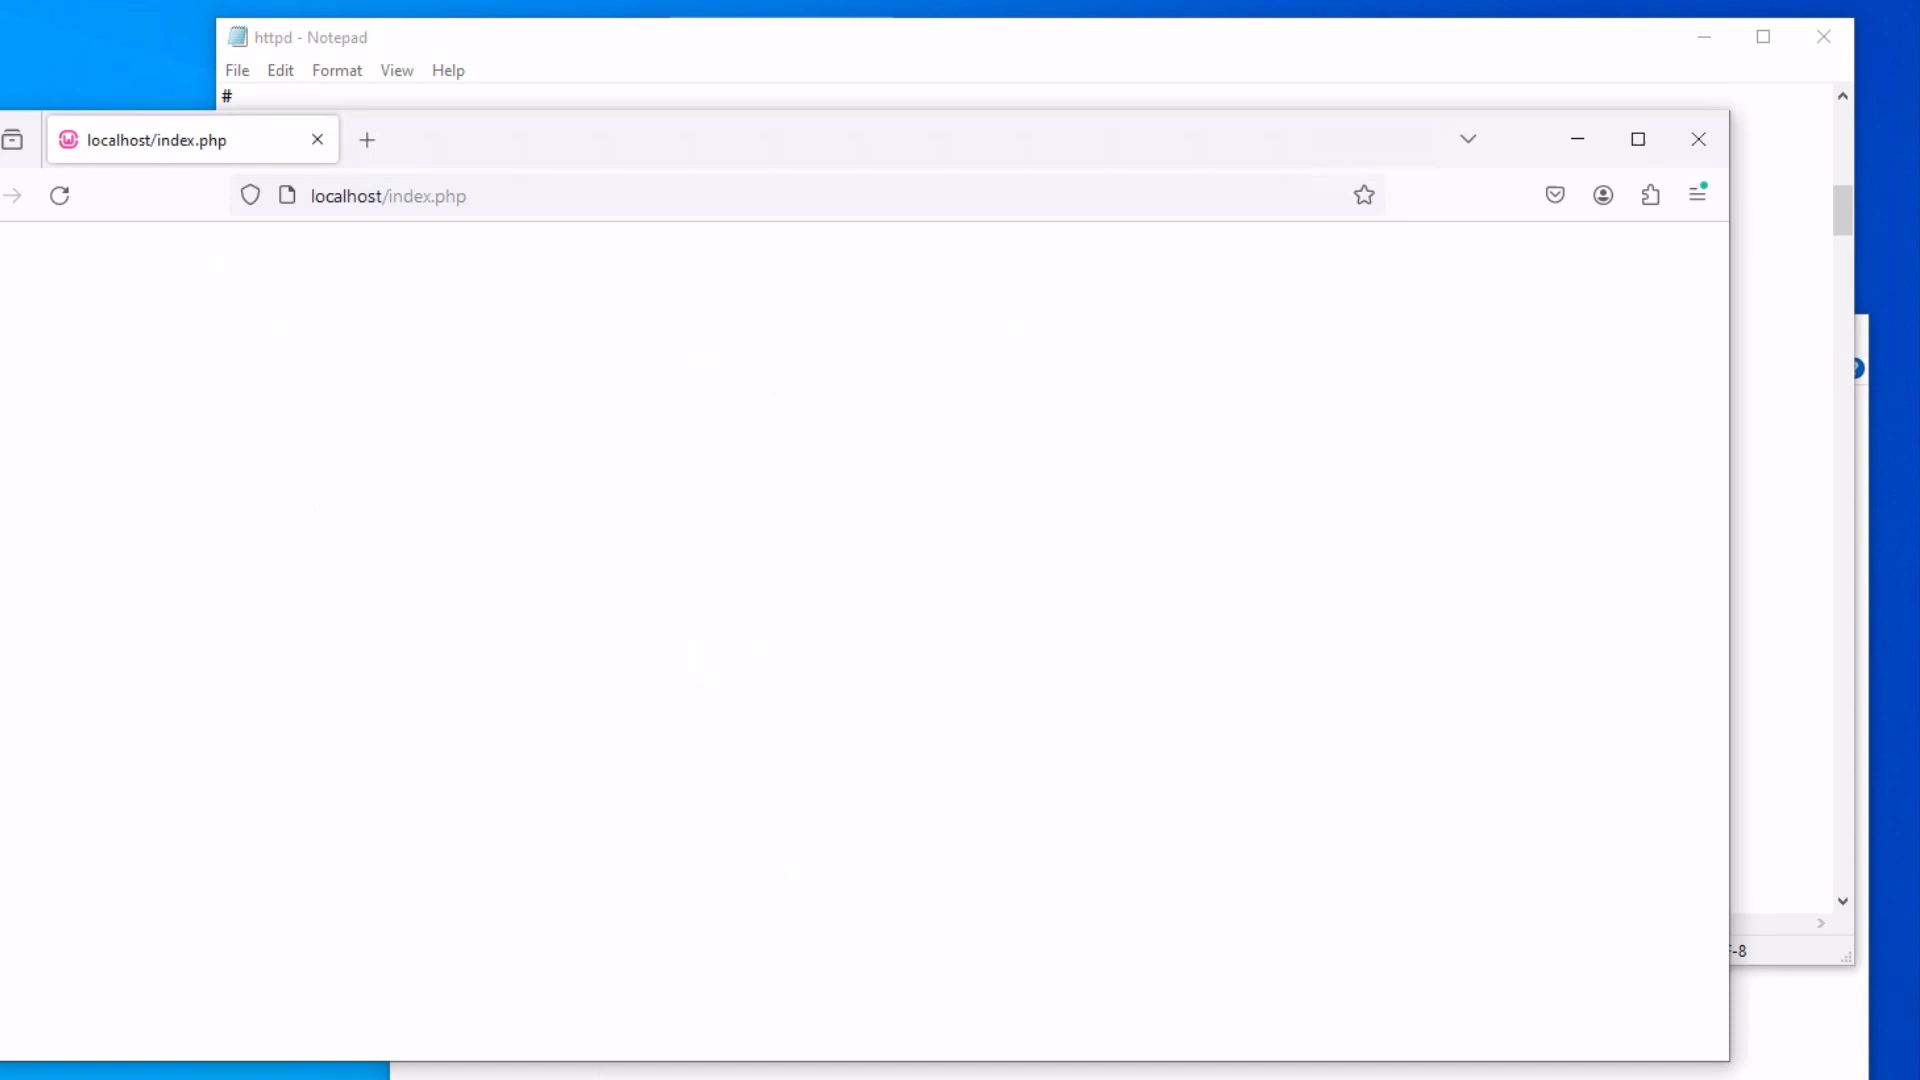 httpd - Notepad
File Edit Format View Help
#
localhost/index.php
localhost/index.php
-8